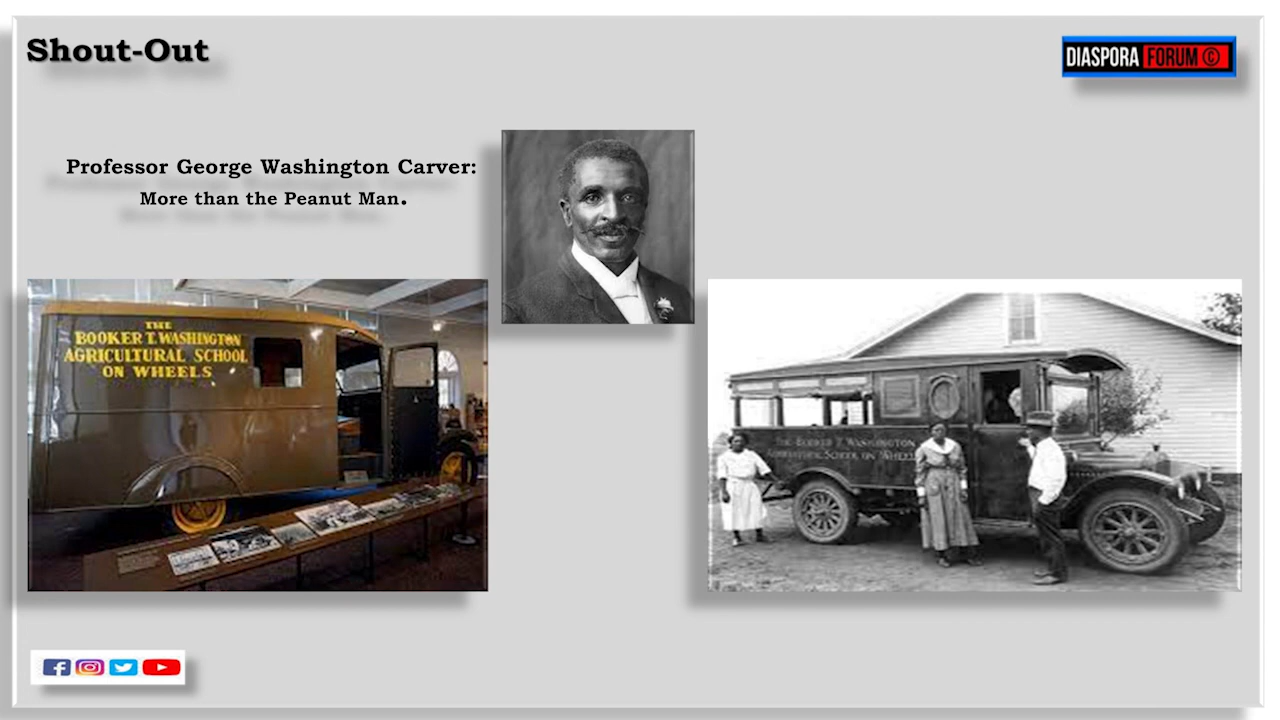 Shout-Out
DIASPORA FORUM ©
Professor George Washington Carver:
More than the Peanut Man.
THE
BOOKER T. WASHINGTON
AGRICULTURAL SCHOOL
ON WHEELS
THE BOOKER T. WASHINGTON
AGRICULTURAL SCHOOL ON WHEELS